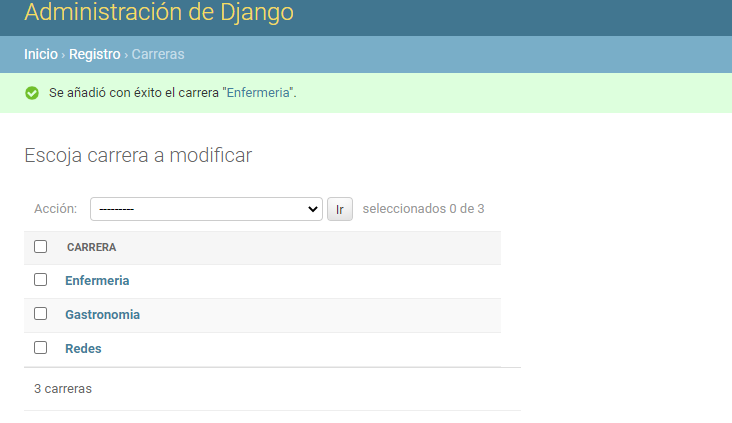 Administración de Django
Inicio › Registro › Carreras
Se añadió con éxito el carrera "Enfermeria".
Escoja carrera a modificar
Acción: --------- Ir seleccionados 0 de 3
CARRERA
Enfermeria
Gastronomia
Redes
3 carreras